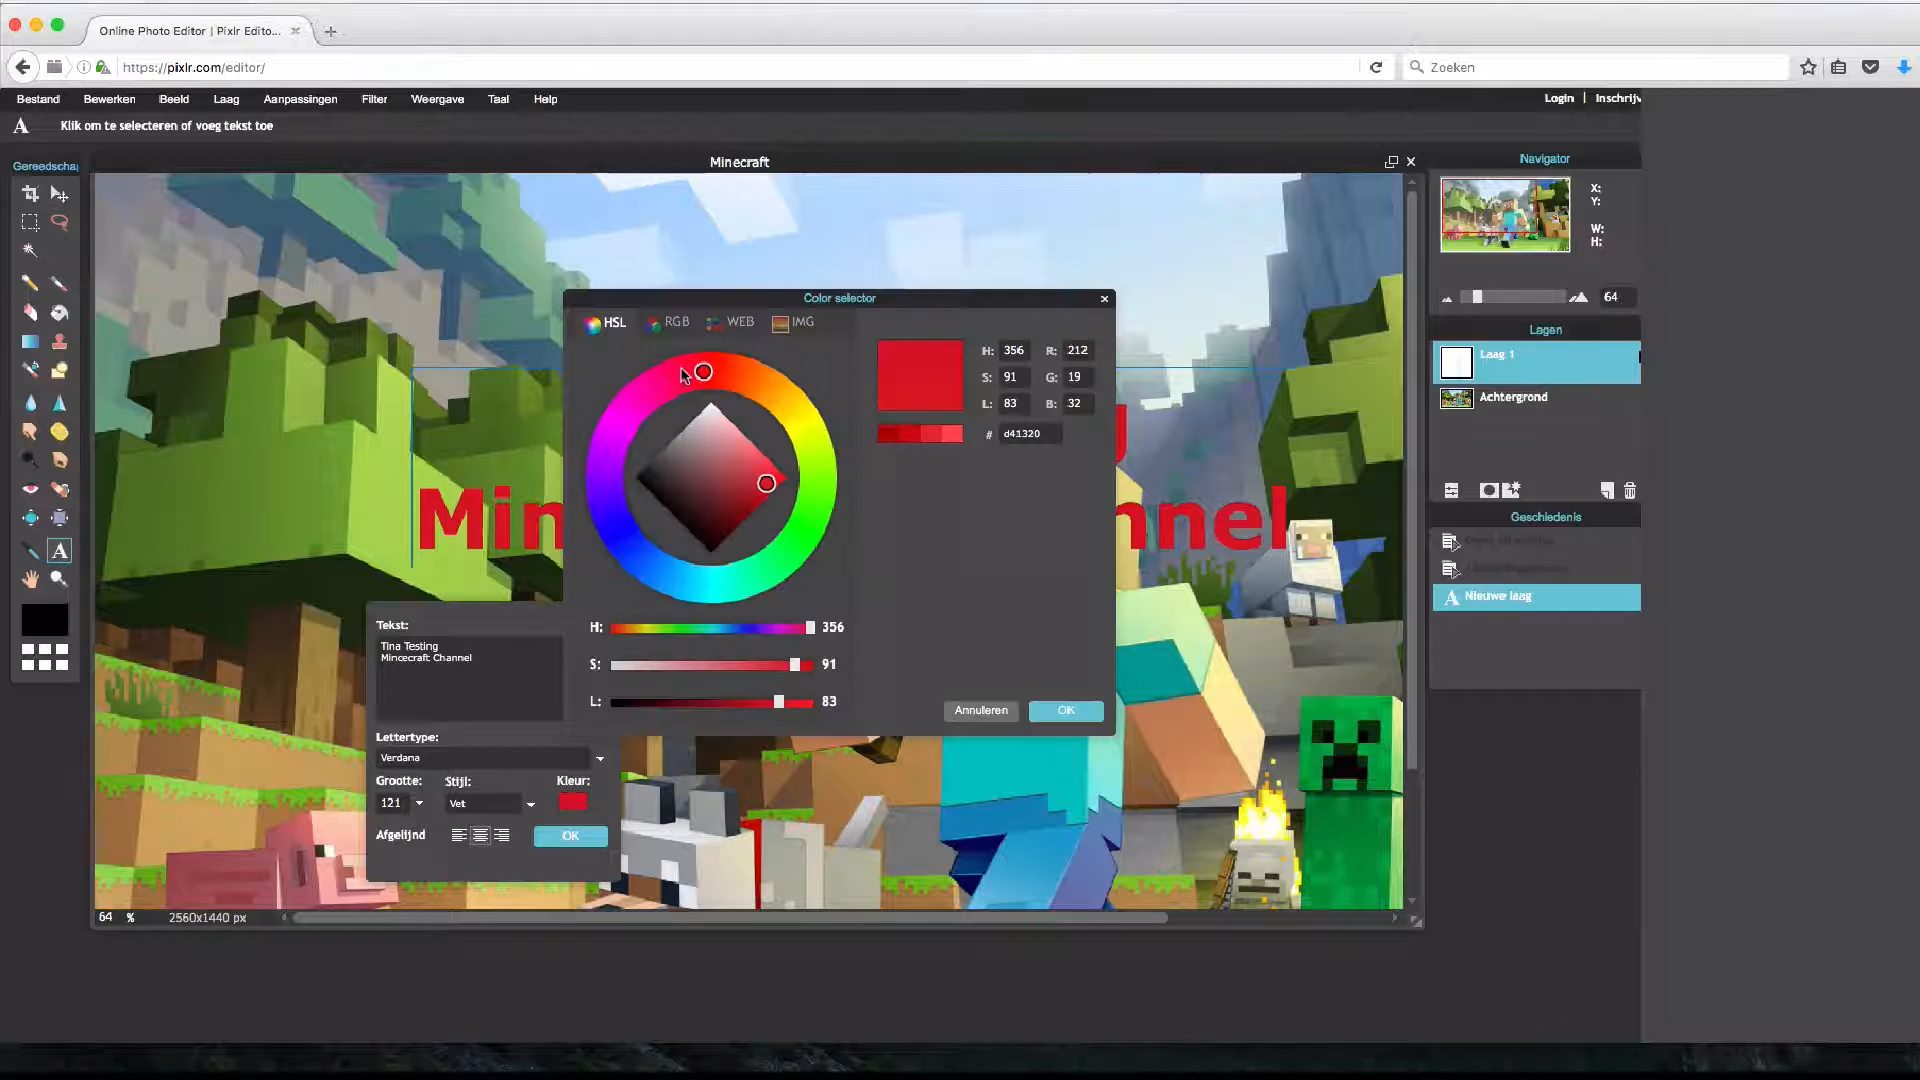 Online Photo Editor | Pixlr Edito...
https://pixlr.com/editor/
Zoeken
Bestand Bewerken Beeld Laag Aanpassingen Filter Weergave Taal Help
Login | Inschrijv
A Klik om te selecteren of voeg tekst toe
Gereedschap
Minecraft
Navigator
X:
Y:
W:
H:
64
Color selector
HSL RGB WEB IMG
H: 356 R: 212
S: 91 G: 19
L: 83 B: 32
# d41320
Lagen
Laag 1
Achtergrond
Min
nnel
Geschiedenis
Nieuwe laag
H: 356
S: 91
L: 83
Annuleren OK
Tekst:
Tina Testing
Mincecraft Channel
Lettertype:
Verdana
Grootte: Stijl: Kleur:
121 Vet
Afgelijnd OK
64 % 2560x1440 px